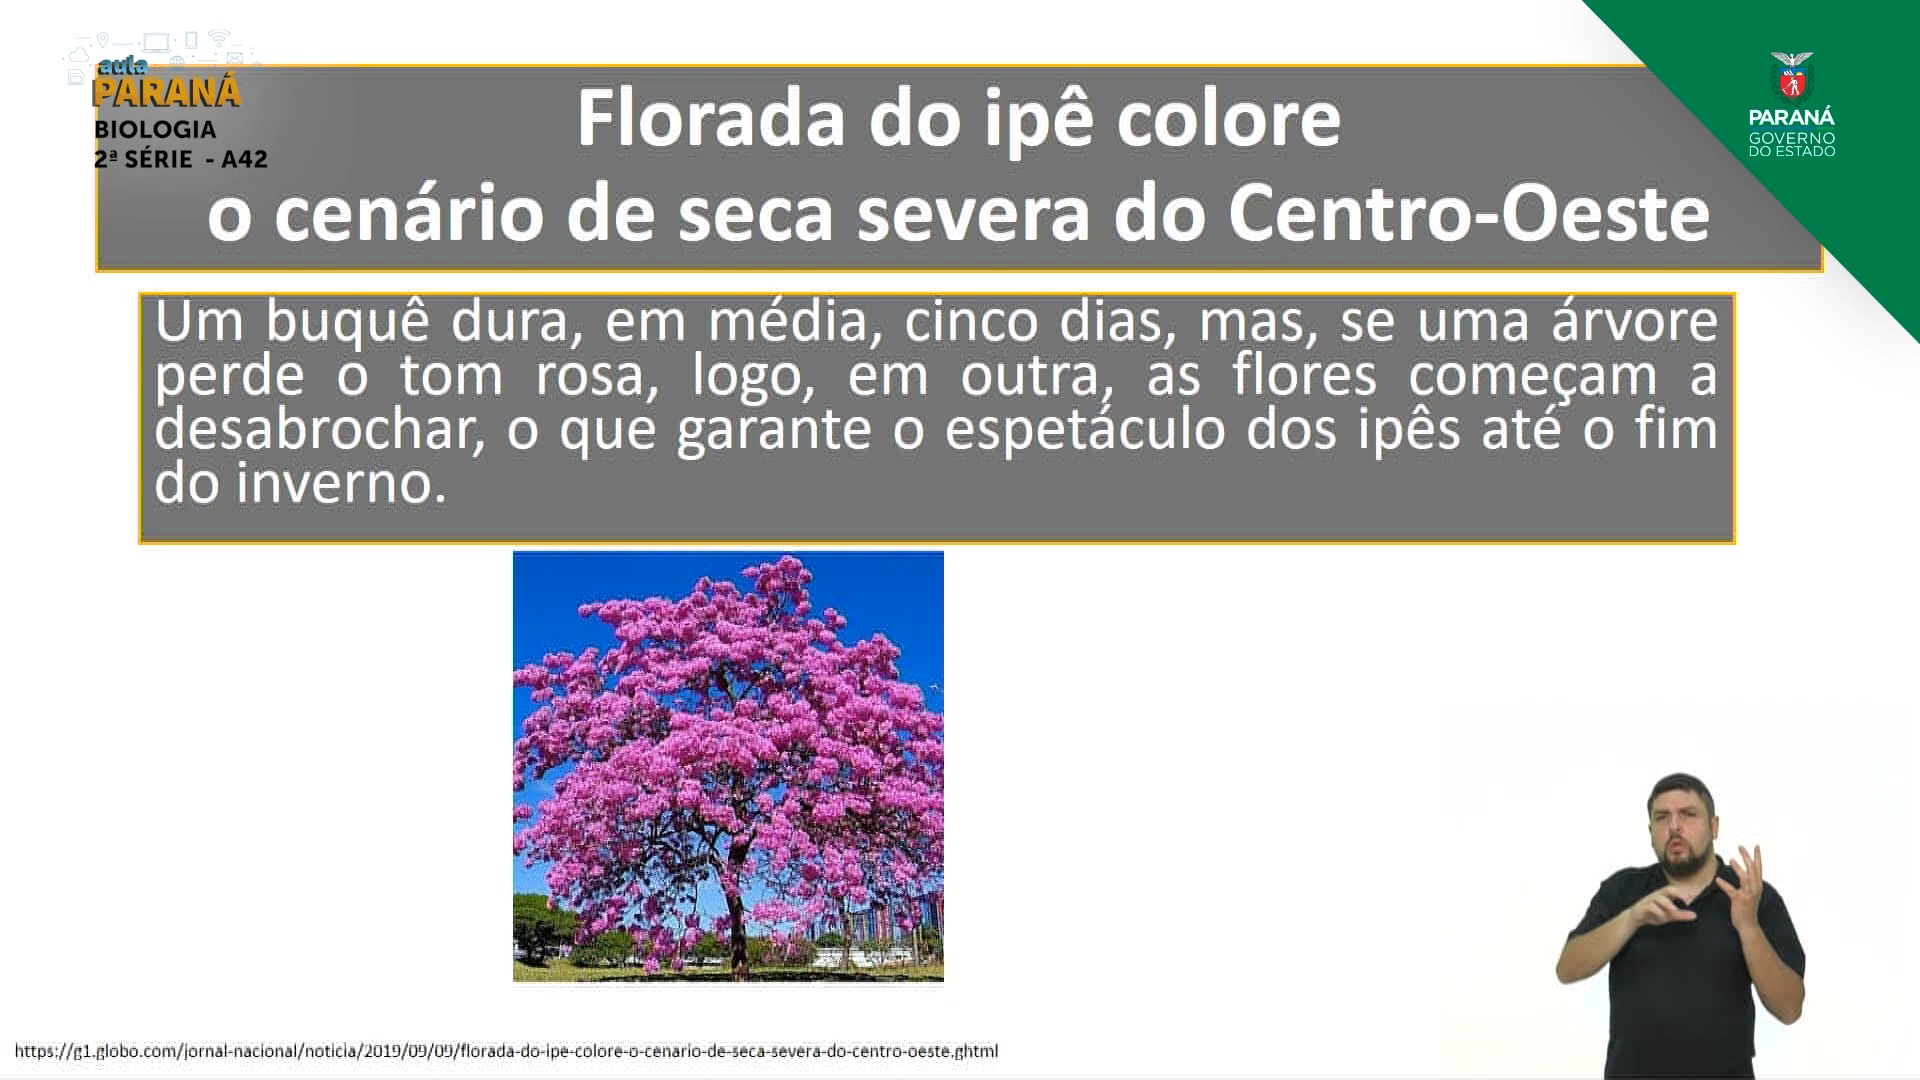 aula
PARANÁ
BIOLOGIA
2ª SÉRIE - A42
Florada do ipê colore
o cenário de seca severa do Centro-Oeste
PARANÁ
GOVERNO
DO ESTADO
Um buquê dura, em média, cinco dias, mas, se uma árvore
perde o tom rosa, logo, em outra, as flores começam a
desabrochar, o que garante o espetáculo dos ipês até o fim
do inverno.
https://g1.globo.com/jornal-nacional/noticia/2019/09/09/florada-do-ipe-colore-o-cenario-de-seca-severa-do-centro-oeste.ghtml